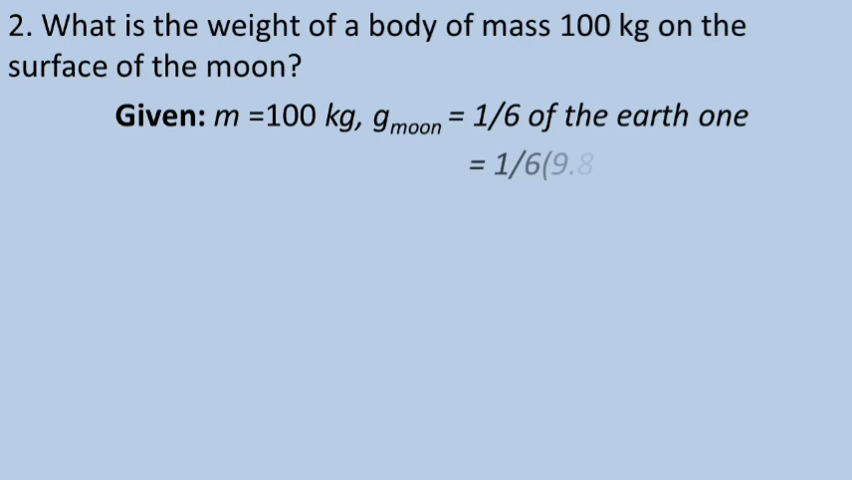 2. What is the weight of a body of mass 100 kg on the
surface of the moon?
Given: m =100 kg, gmoon = 1/6 of the earth one
= 1/6(9.8